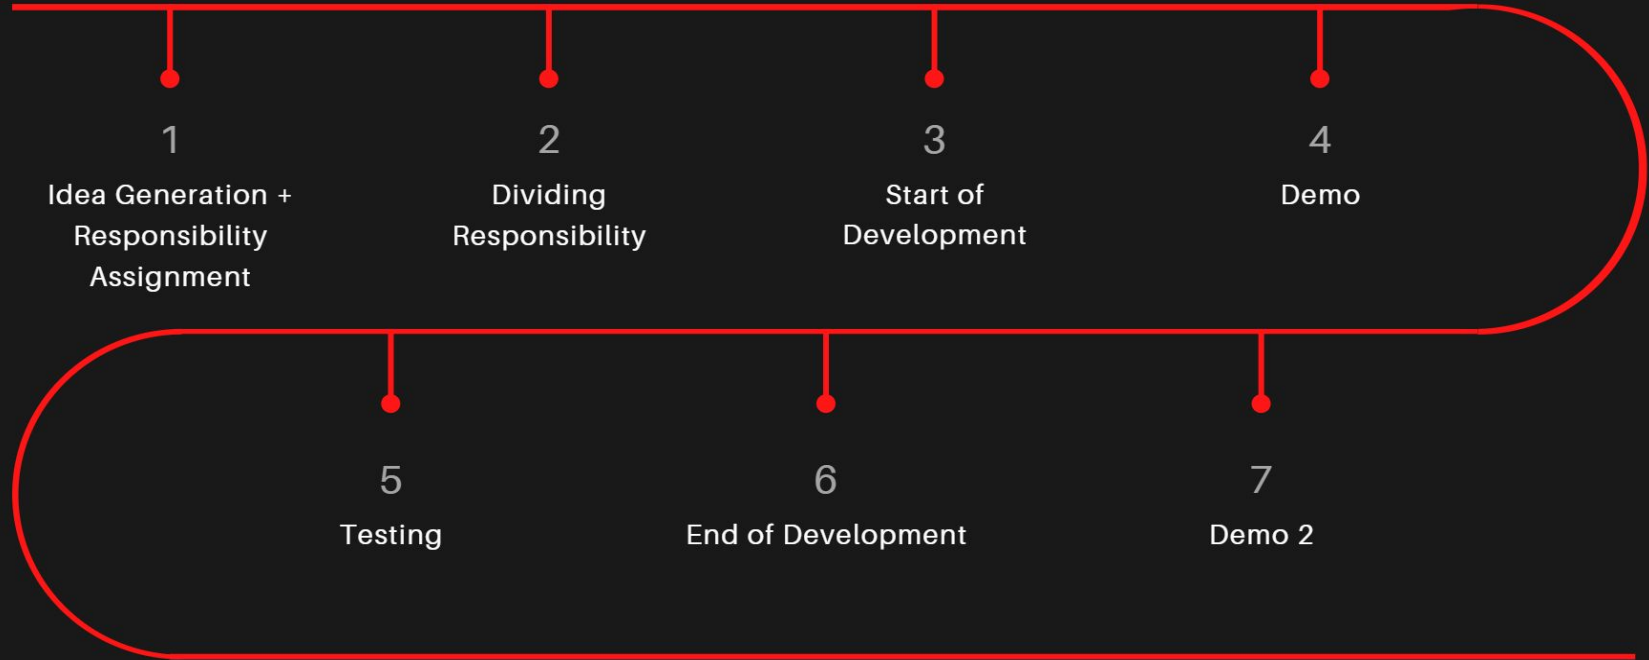 1
Idea Generation +
Responsibility
Assignment
2
Dividing
Responsibility
3
Start of
Development
4
Demo
5
Testing
6
End of Development
7
Demo 2